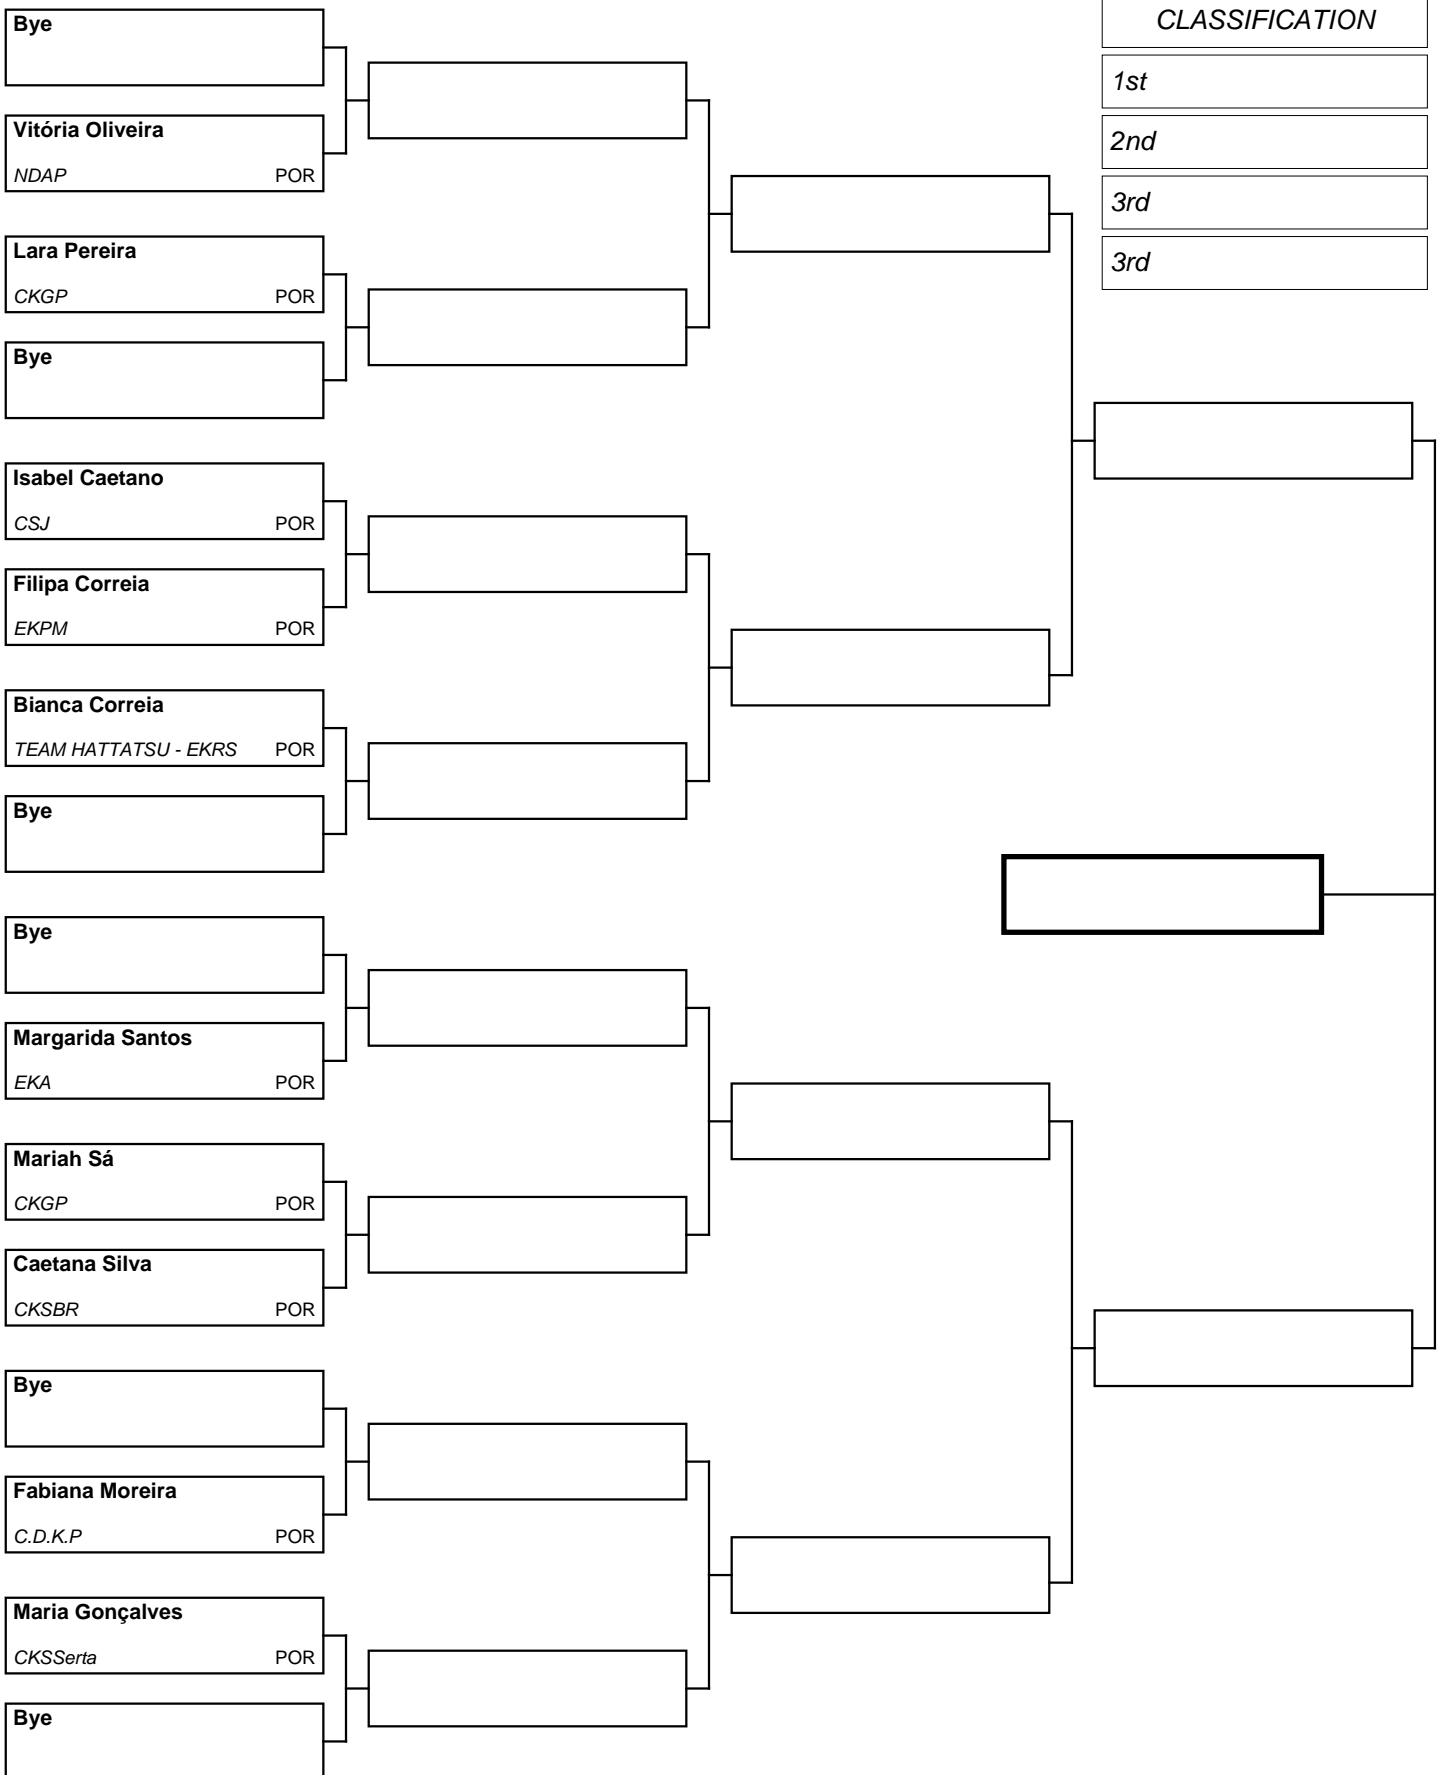 CLASSIFICATION
1st
2nd
3rd
3rd
Bye
Vitória Oliveira
NDAP POR
Lara Pereira
CKGP POR
Bye
Isabel Caetano
CSJ POR
Filipa Correia
EKPM POR
Bianca Correia
TEAM HATTATSU - EKRS POR
Bye
Bye
Margarida Santos
EKA POR
Mariah Sá
CKGP POR
Caetana Silva
CKSBR POR
Bye
Fabiana Moreira
C.D.K.P POR
Maria Gonçalves
CKSSerta POR
Bye